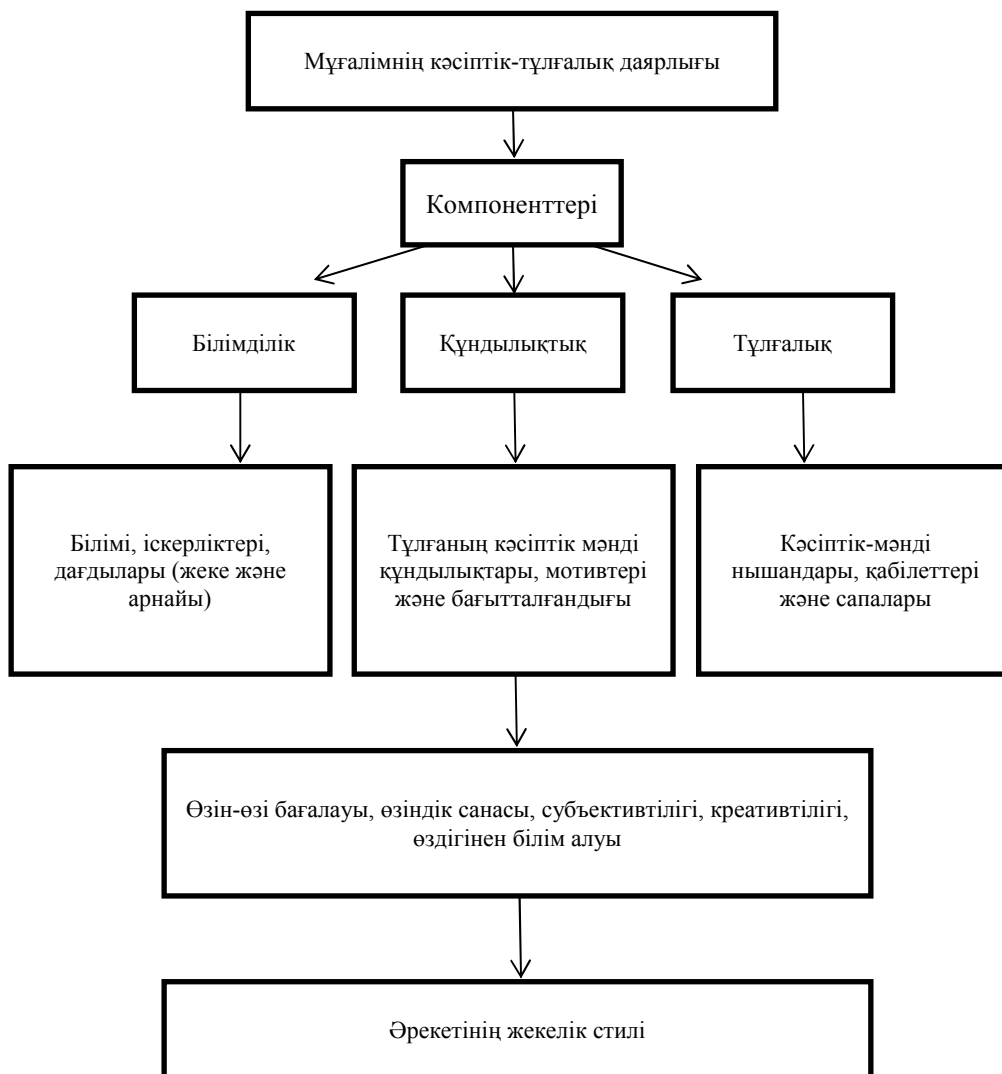 Мұғалімнің кәсіптік-тұлғалық даярлығы
Компоненттері
Білімділік
Құндылықтық
Тұлғалық
Білімі, іскерліктері,
дағдылары (жеке және
арнайы)
Тұлғаның кәсіптік мәнді
құндылықтары, мотивтері
және бағытталғандығы
Кәсіптік-мәнді
нышандары, қабілеттері
және сапалары
Өзін-өзі бағалауы, өзіндік санасы, субъективтілігі, креативтілігі,
өздігінен білім алуы
Әрекетінің жекелік стилі